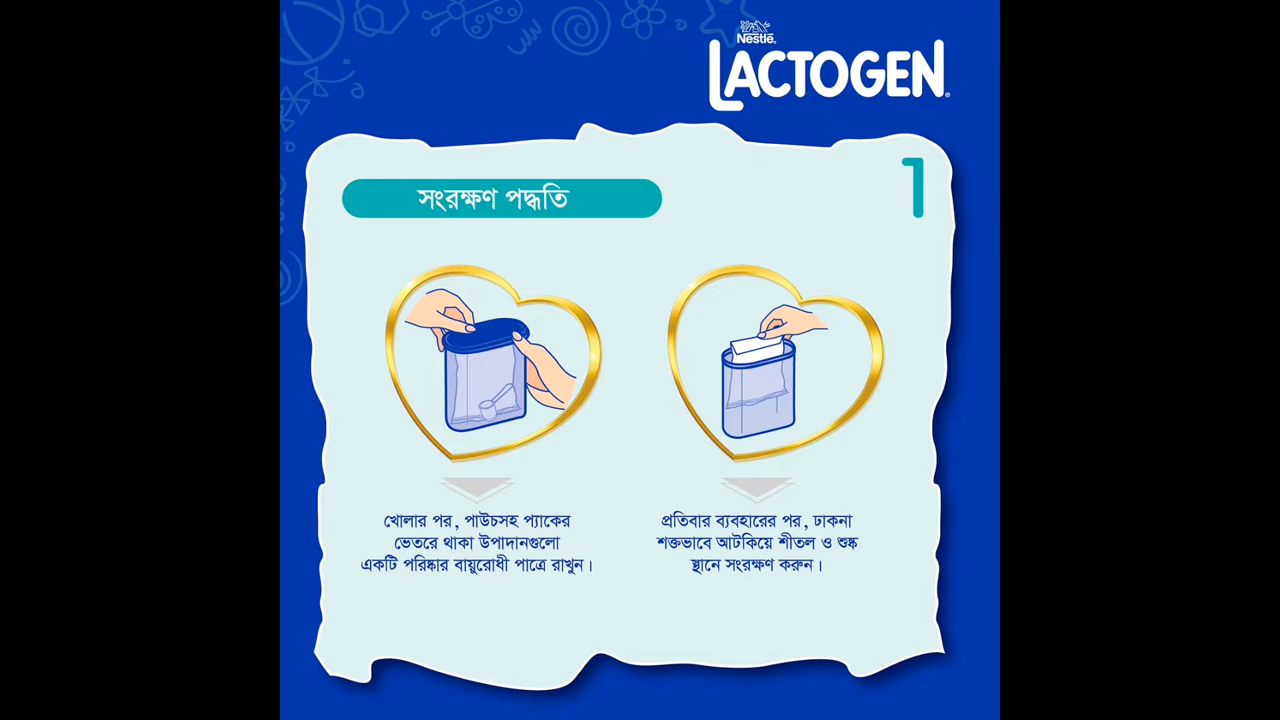 Nestlé
LACTOGEN
1
সংরক্ষণ পদ্ধতি
খোলার পর, পাউচসহ প্যাকের
ভেতরে থাকা উপাদানগুলো
একটি পরিষ্কার বায়ুরোধী পাত্রে রাখুন।
প্রতিবার ব্যবহারের পর, ঢাকনা
শক্তভাবে আটকিয়ে শীতল ও শুষ্ক
স্থানে সংরক্ষণ করুন।